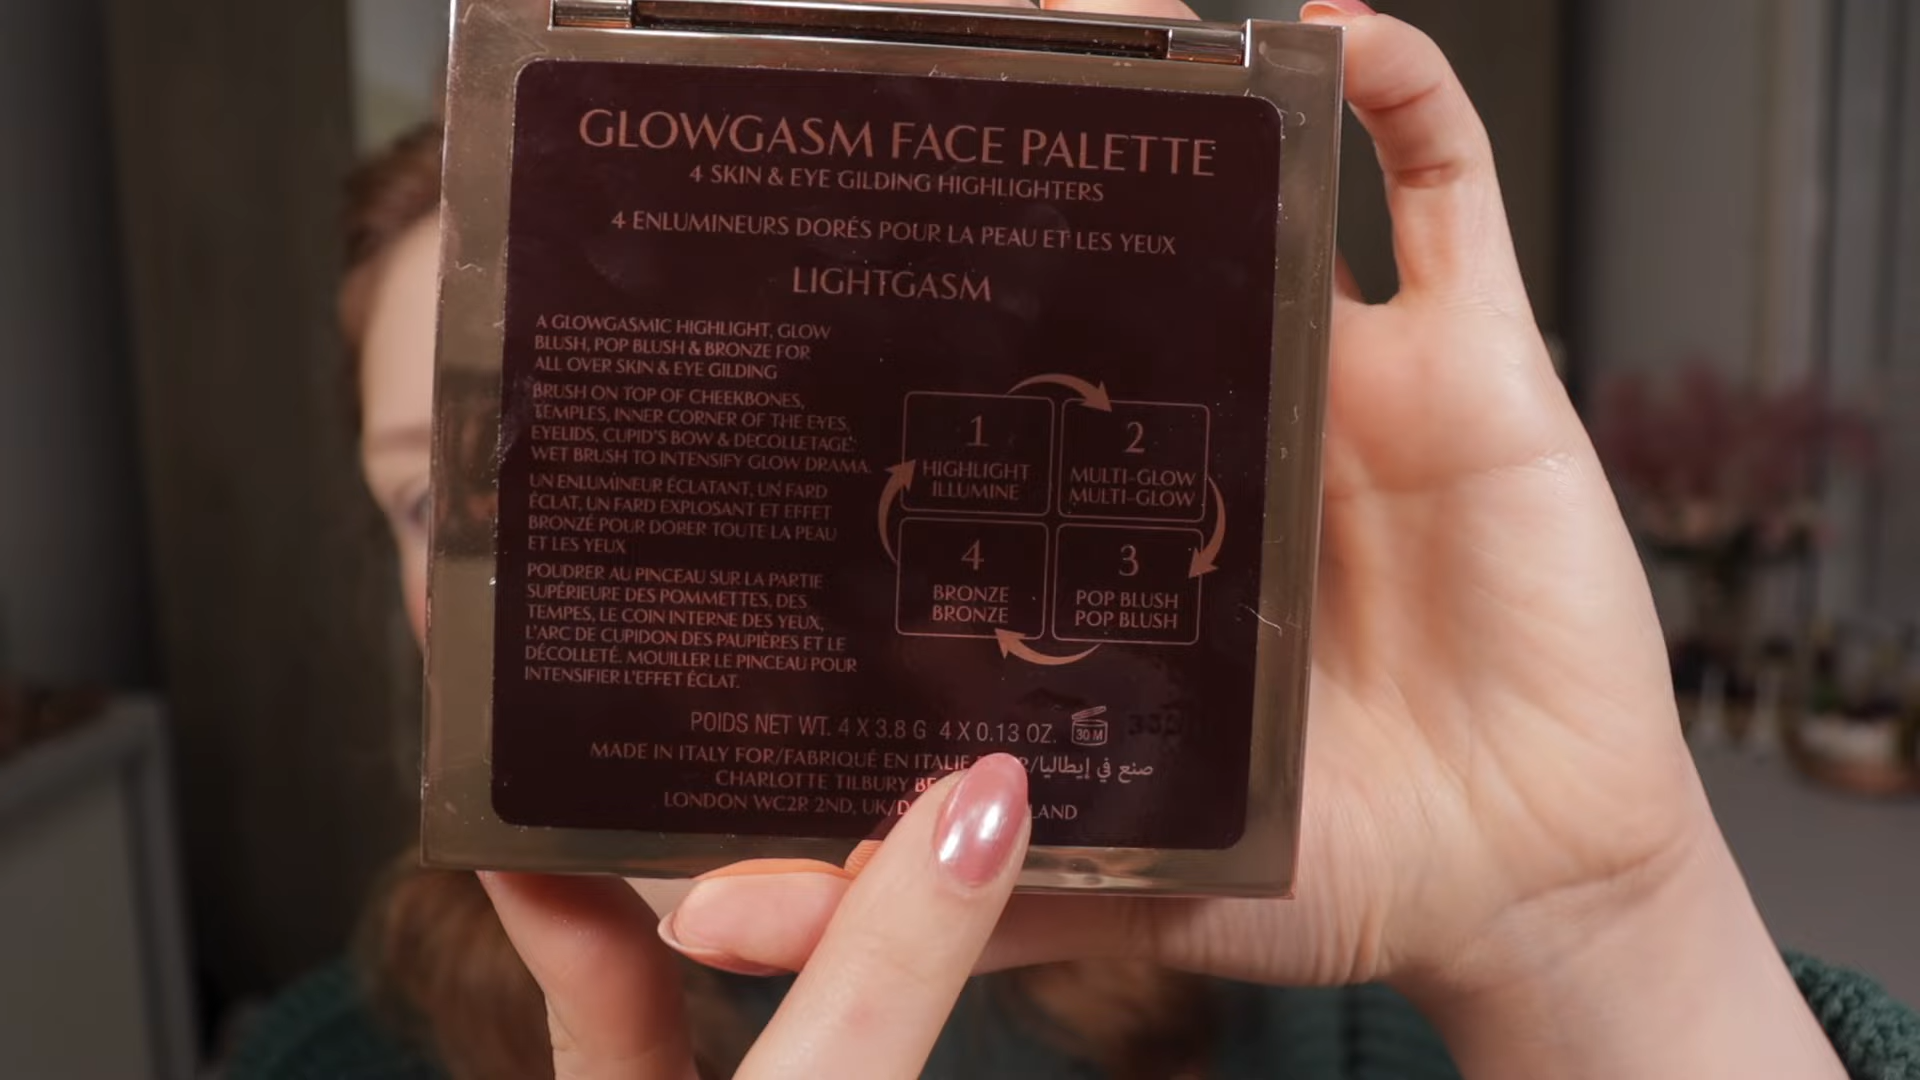 GLOWGASM FACE PALETTE
4 SKIN & EYE GILDING HIGHLIGHTERS
4 ENLUMINEURS DORÉS POUR LA PEAU ET LES YEUX
LIGHTGASM
A GLOWGASMIC HIGHLIGHT, GLOW
BLUSH, POP BLUSH & BRONZE FOR
ALL OVER SKIN & EYE GILDING
BRUSH ON TOP OF CHEEKBONES,
TEMPLES, INNER CORNER OF THE EYES,
EYELIDS, CUPID'S BOW & DECOLLETAGE:
WET BRUSH TO INTENSIFY GLOW DRAMA.
UN ENLUMINEUR ÉCLATANT, UN FARD
ÉCLAT, UN FARD EXPLOSANT ET EFFET
BRONZÉ POUR DORER TOUTE LA PEAU
ET LES YEUX
POUDRER AU PINCEAU SUR LA PARTIE
SUPÉRIEURE DES POMMETTES, DES
TEMPES, LE COIN INTERNE DES YEUX,
L'ARC DE CUPIDON DES PAUPIÈRES ET LE
DÉCOLLETÉ. MOUILLER LE PINCEAU POUR
INTENSIFIER L'EFFET ÉCLAT.
1
HIGHLIGHT
ILLUMINE
2
MULTI-GLOW
MULTI-GLOW
4
BRONZE
BRONZE
3
POP BLUSH
POP BLUSH
POIDS NET WT. 4 X 3.8 G 4 X 0.13 OZ. 30 M
MADE IN ITALY FOR/FABRIQUÉ EN ITALIE صنع في إيطاليا/
CHARLOTTE TILBURY
LONDON WC2R 2ND, UK/